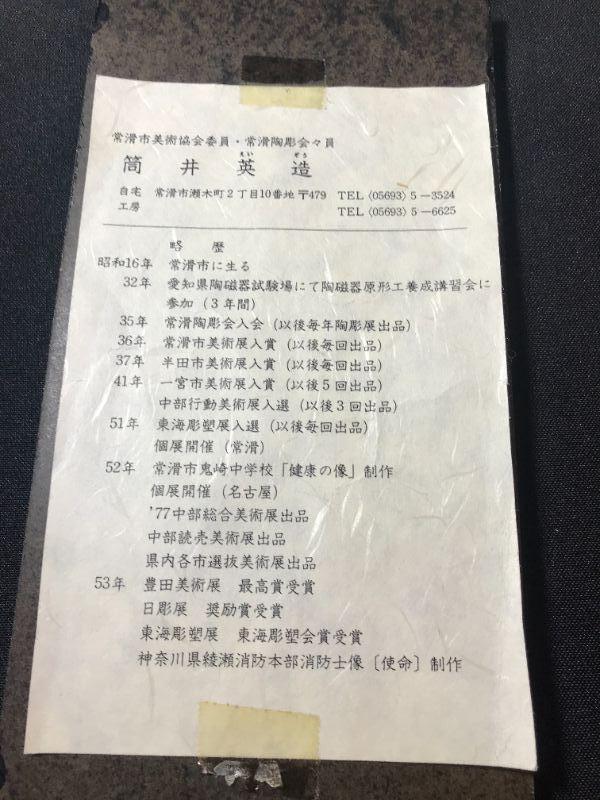 常滑市美術協会委員・常滑陶彫会々員
えい ぞう
筒井英造
自宅 常滑市瀬木町2丁目10番地〒479 TEL〈05693〉5-3524
工房 TEL〈05693〉5-6625
略歴
昭和16年 常滑市に生る
32年 愛知県陶磁器試験場にて陶磁器原形工養成講習会に
参加(3年間)
35年 常滑陶彫会入会(以後毎年陶彫展出品)
36年 常滑市美術展入賞(以後毎回出品)
37年 半田市美術展入賞(以後毎回出品)
41年 一宮市美術展入賞(以後5回出品)
中部行動美術展入選(以後3回出品)
51年 東海彫塑展入選(以後毎回出品)
個展開催(常滑)
52年 常滑市鬼崎中学校「健康の像」制作
個展開催(名古屋)
'77中部総合美術展出品
中部読売美術展出品
県内各市選抜美術展出品
53年 豊田美術展 最高賞受賞
日彫展 奨励賞受賞
東海彫塑展 東海彫塑会賞受賞
神奈川県綾瀬消防本部消防士像〔使命〕制作